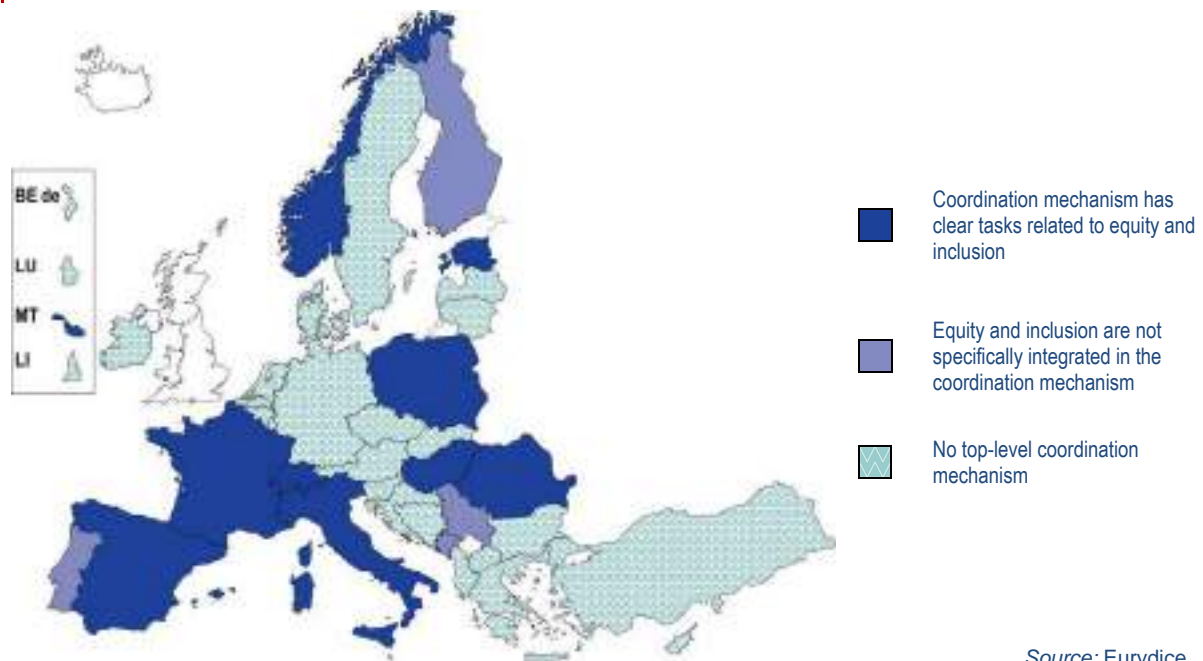 BE de
LU
MT
LI
Coordination mechanism has
clear tasks related to equity and
inclusion
Equity and inclusion are not
specifically integrated in the
coordination mechanism
No top-level coordination
mechanism
Source: Eurydice